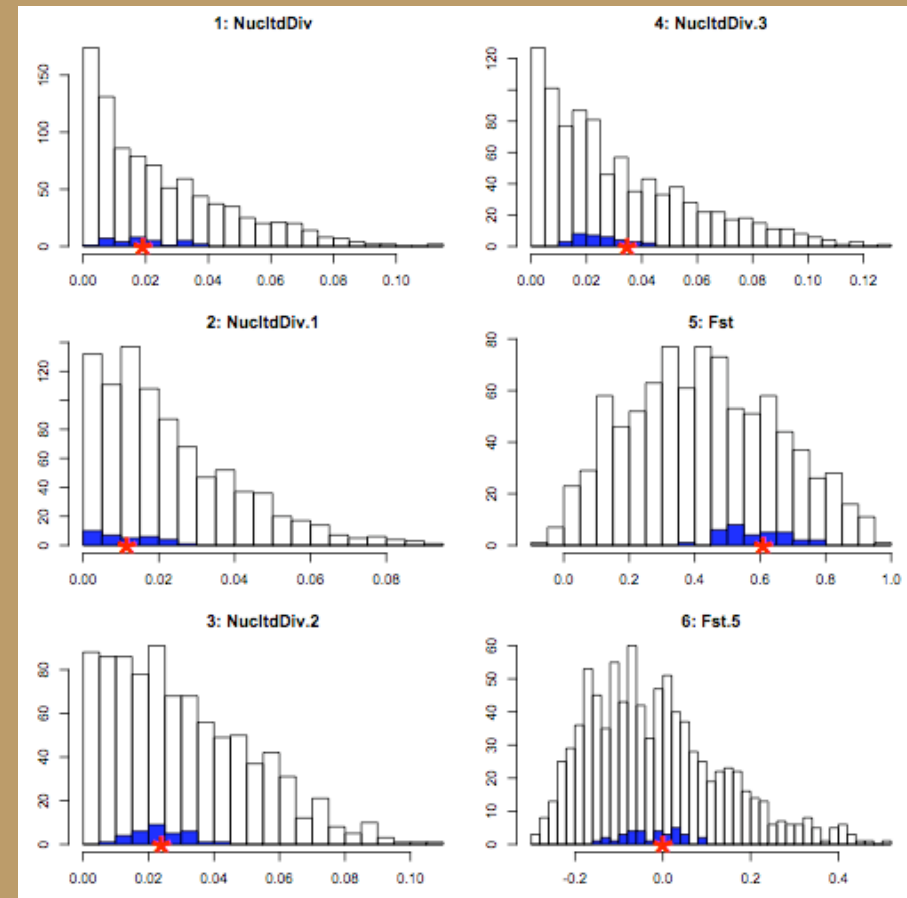 1: NucltdDiv
150
100
50
0
0.00 0.02 0.04 0.06 0.08 0.10
2: NucltdDiv.1
120
80
60
40
20
0
0.00 0.02 0.04 0.06 0.08
3: NucltdDiv.2
80
60
40
20
0
0.00 0.02 0.04 0.06 0.08 0.10
4: NucltdDiv.3
120
80
60
40
20
0
0.00 0.02 0.04 0.06 0.08 0.12
5: Fst
80
60
40
20
0
0.0 0.2 0.4 0.6 0.8 1.0
6: Fst.5
60
50
40
30
20
10
0
-0.2 0.0 0.2 0.4